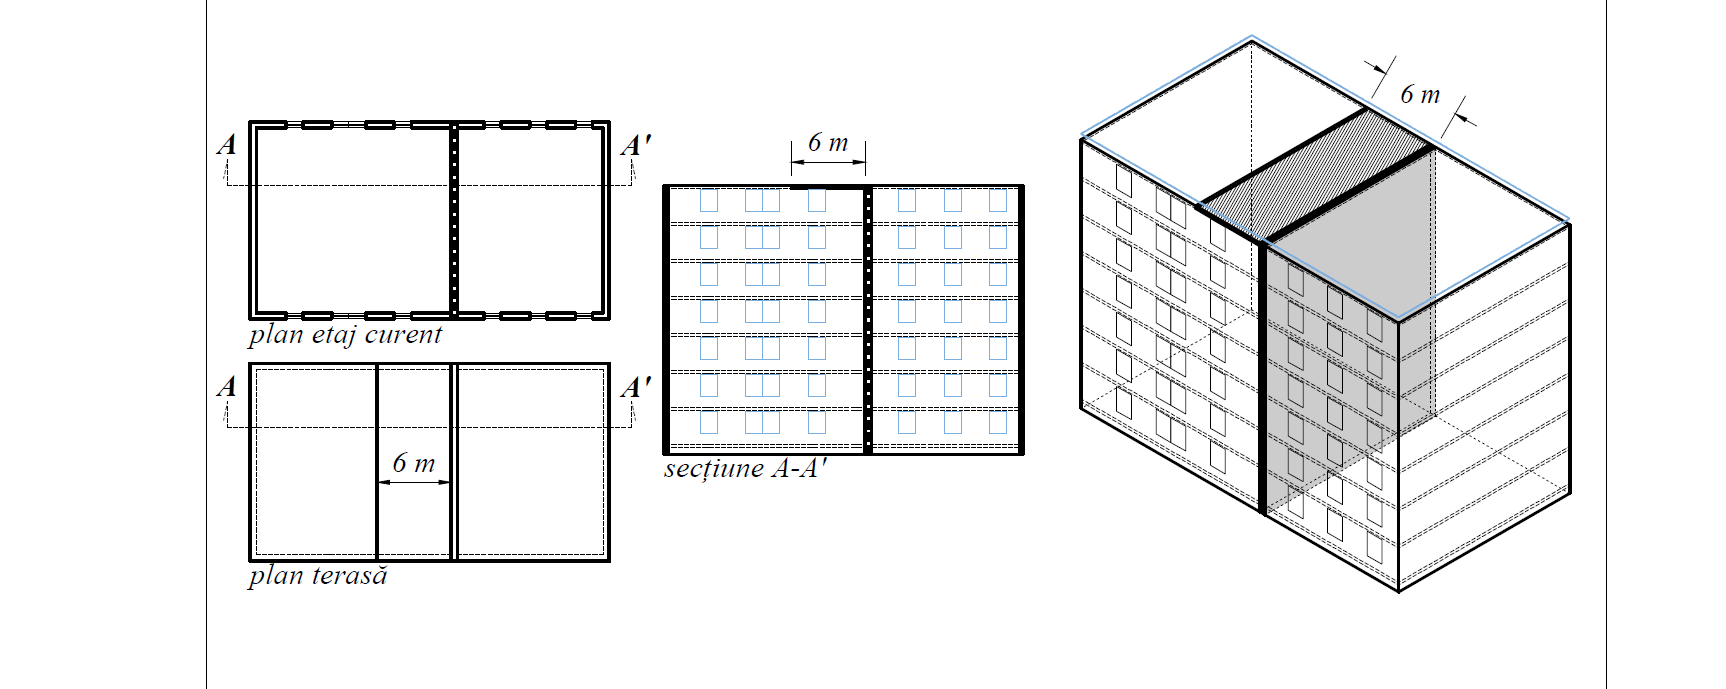 A A'
plan etaj curent
A A'
6 m
plan terasă
6 m
secțiune A-A'
6 m